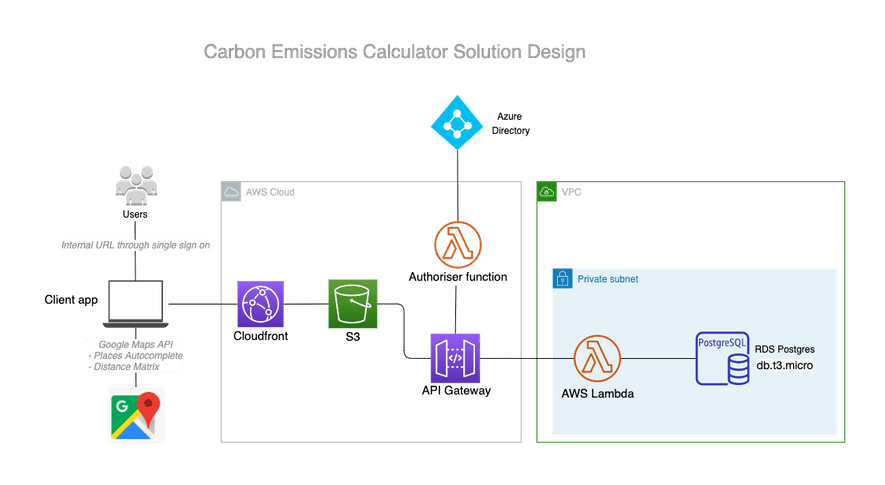 Carbon Emissions Calculator Solution Design
Azure
Directory
AWS Cloud
VPC
Users
Internal URL through single sign on
Authoriser function
Private subnet
Client app
Cloudfront
S3
Google Maps API
- Places Autocomplete
- Distance Matrix
API Gateway
AWS Lambda
PostgreSQL
RDS Postgres
db.t3.micro
G